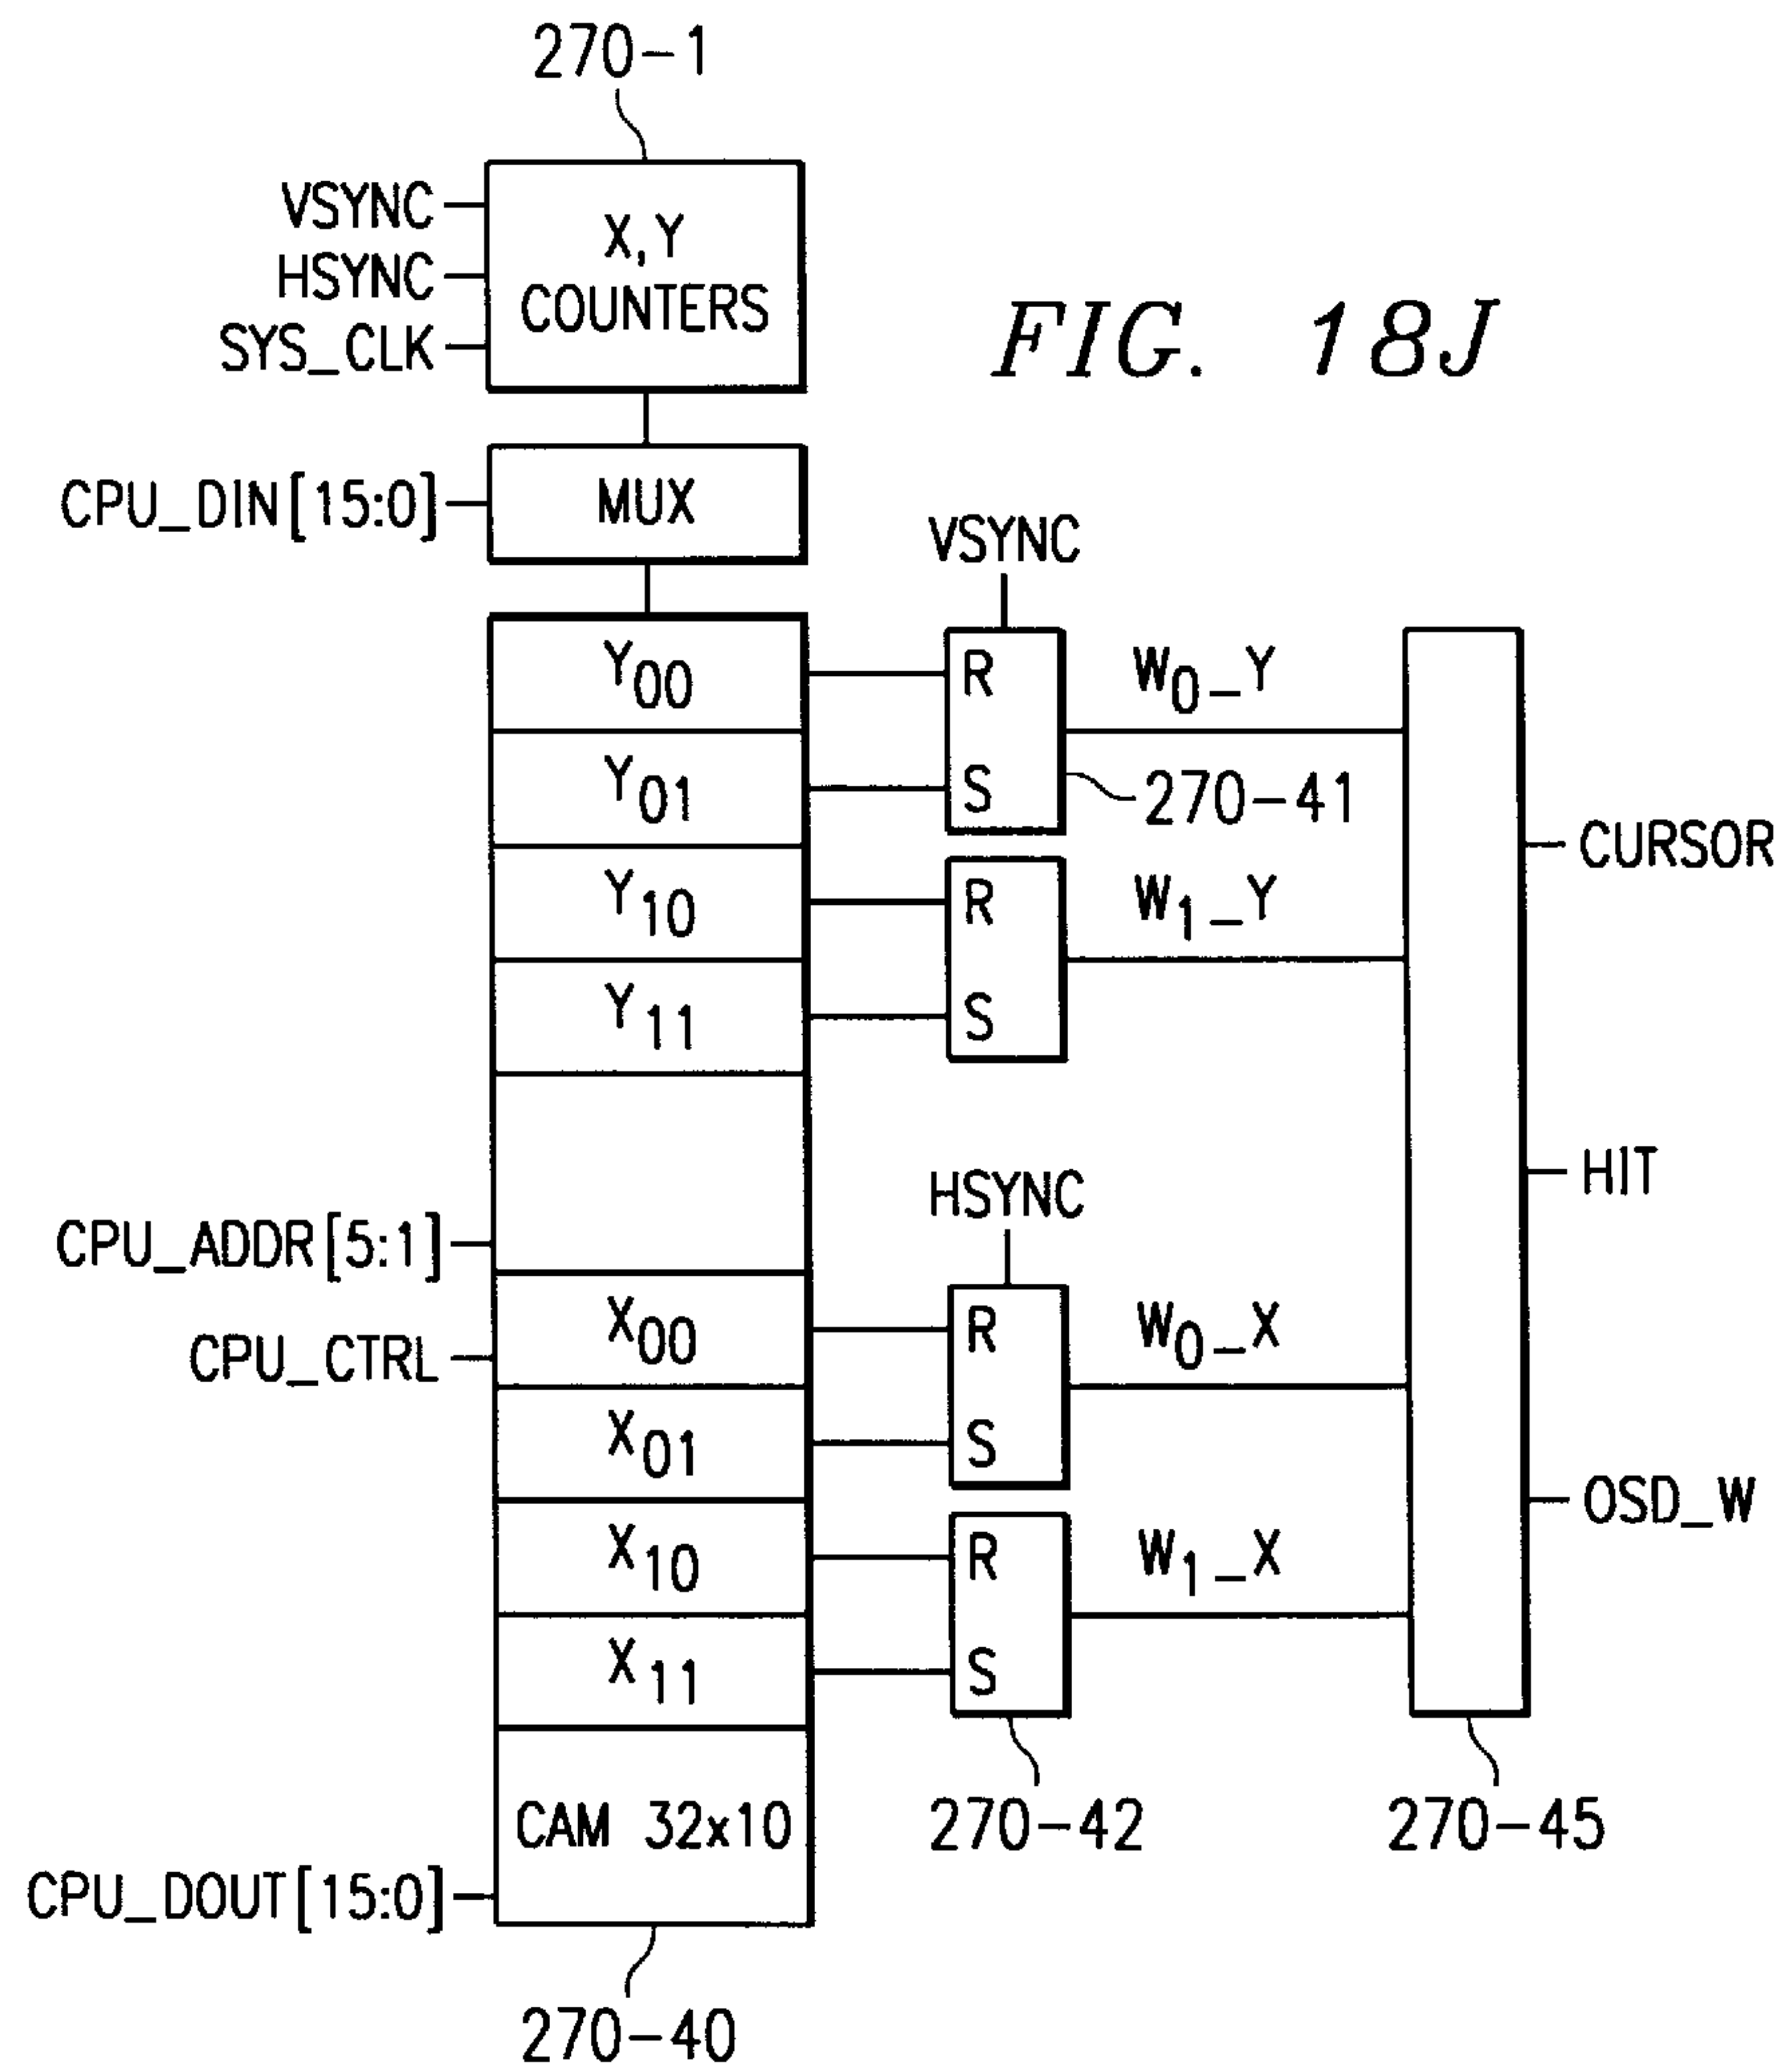 270-1
VSYNC
HSYNC
SYS_CLK
X, Y
COUNTERS
FIG. 18J
CPU_DIN[15:0]
MUX
VSYNC
Y00
R
W0_Y
Y01
S
270-41
CURSOR
Y10
R
W1_Y
Y11
S
HSYNC
HIT
CPU_ADDR[5:1]
X00
R
W0_X
CPU_CTRL
X01
S
OSD_W
X10
R
W1_X
X11
S
CAM 32x10
270-42
270-45
CPU_DOUT[15:0]
270-40